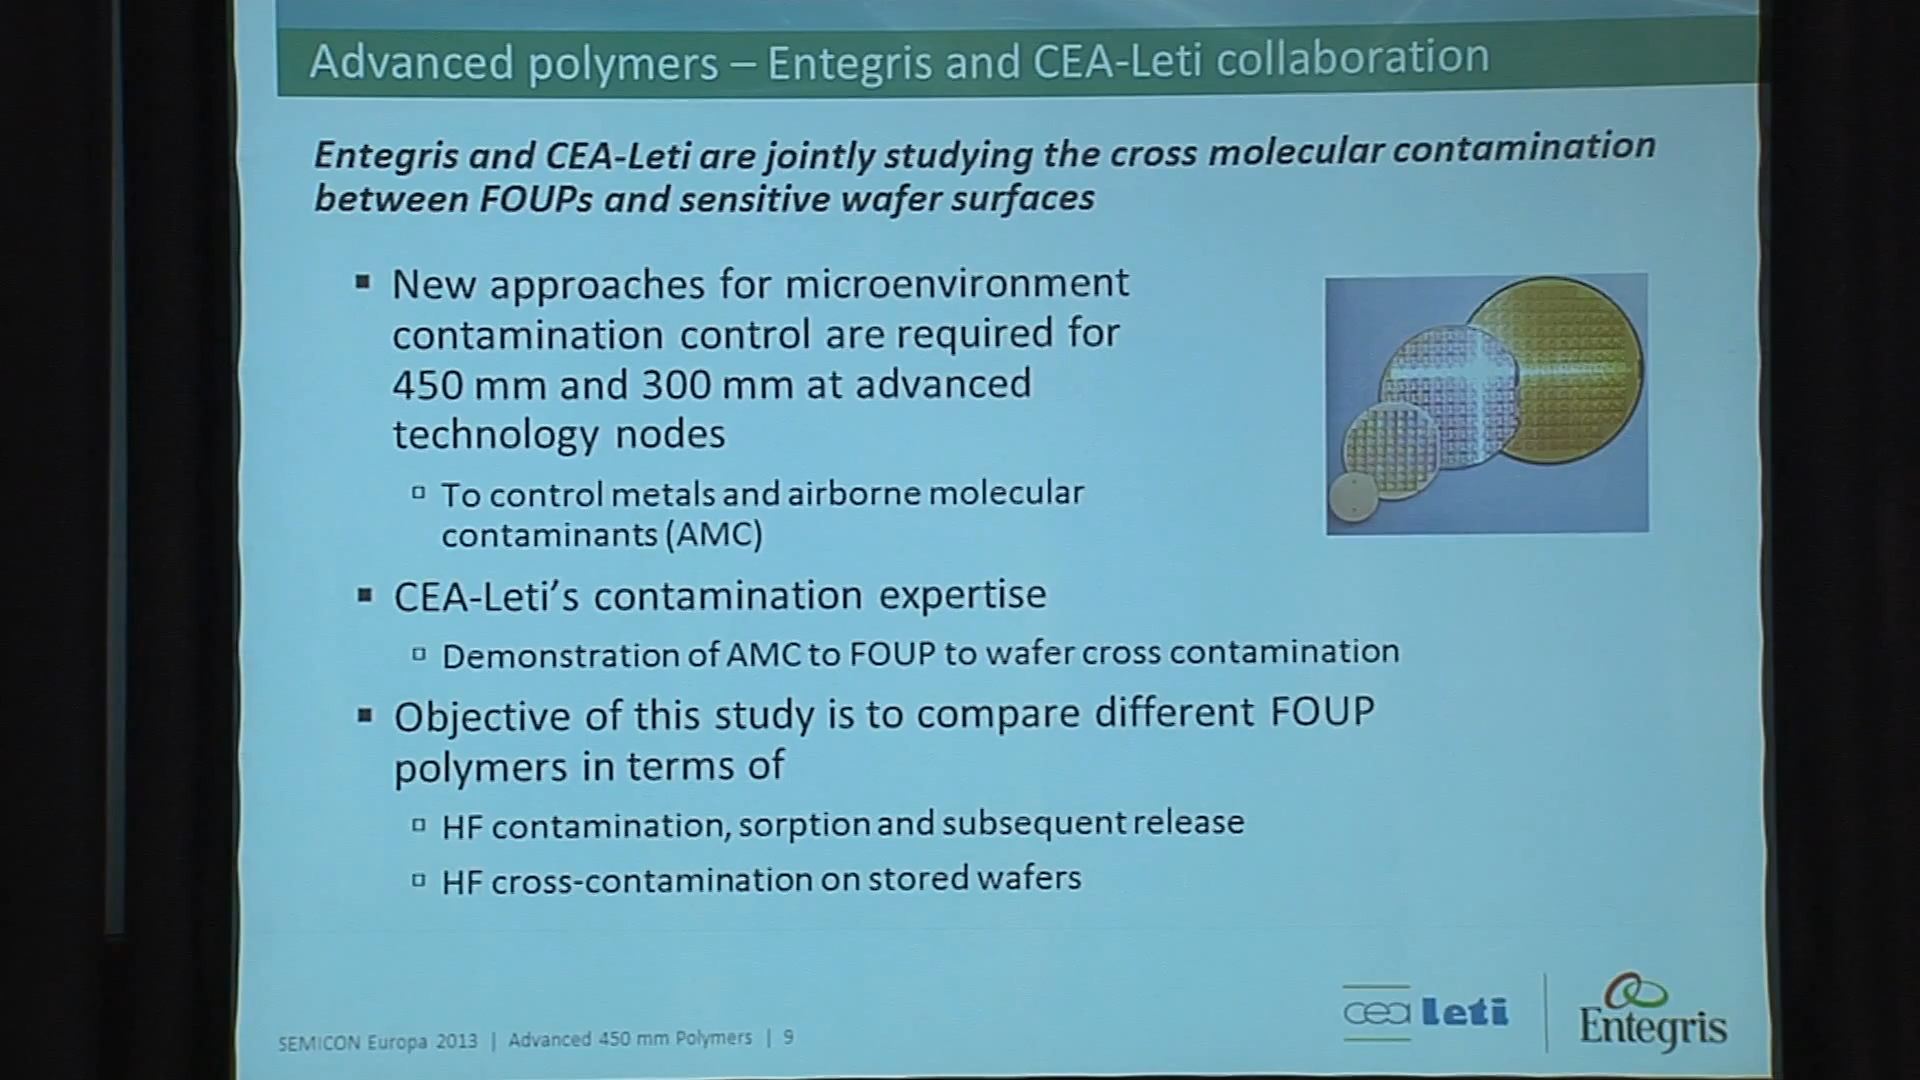 Advanced polymers – Entegris and CEA-Leti collaboration
Entegris and CEA-Leti are jointly studying the cross molecular contamination
between FOUPs and sensitive wafer surfaces
▪ New approaches for microenvironment
contamination control are required for
450 mm and 300 mm at advanced
technology nodes
▫ To control metals and airborne molecular
contaminants (AMC)
▪ CEA-Leti’s contamination expertise
▫ Demonstration of AMC to FOUP to wafer cross contamination
▪ Objective of this study is to compare different FOUP
polymers in terms of
▫ HF contamination, sorption and subsequent release
▫ HF cross-contamination on stored wafers
SEMICON Europa 2013 | Advanced 450 mm Polymers | 9
cea leti
Entegris